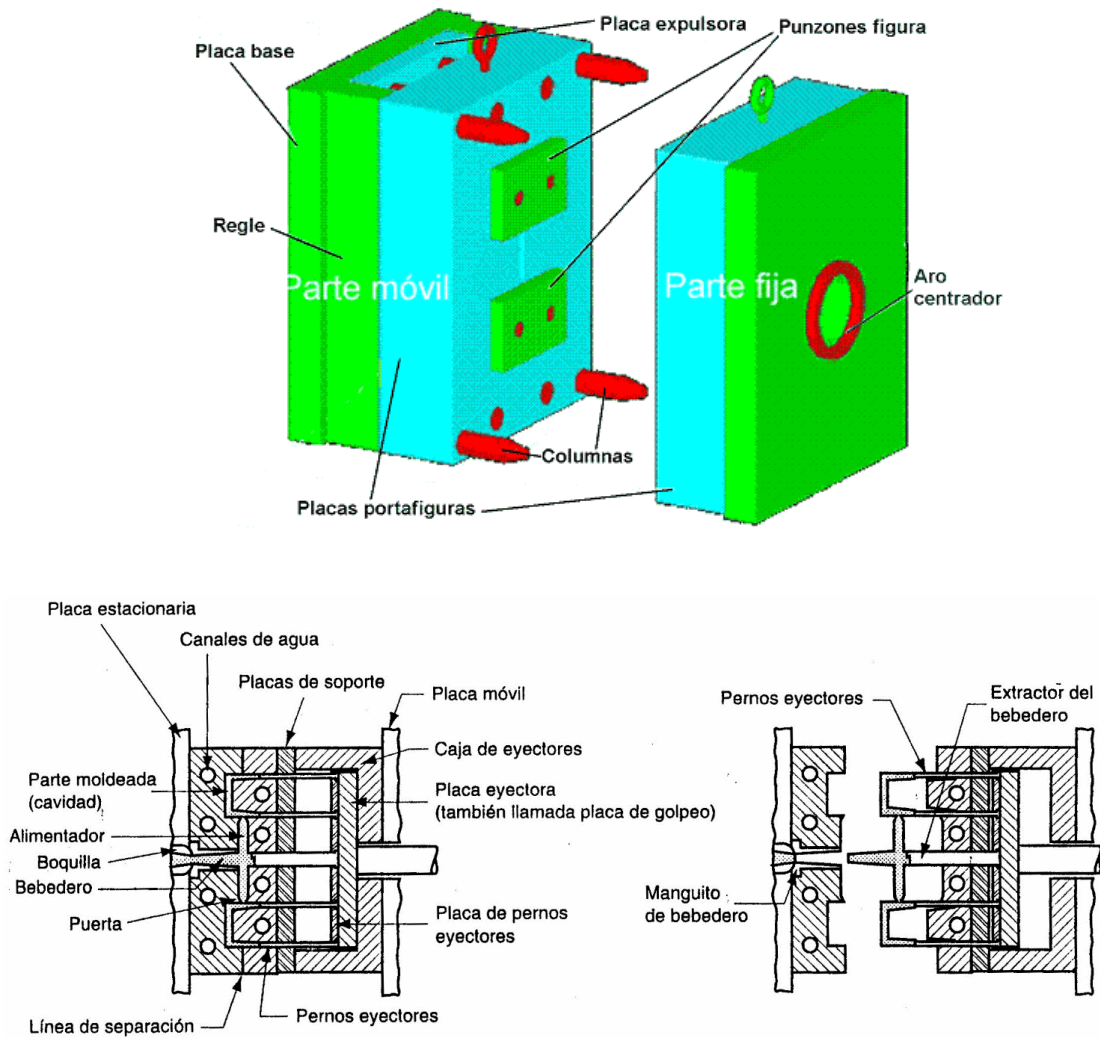 Placa expulsora
Punzones figura
Placa base
Regle
Parte móvil
Parte fija
Aro
centrador
Columnas
Placas portafiguras
Placa estacionaria
Canales de agua
Placas de soporte
Placa móvil
Caja de eyectores
Parte moldeada
(cavidad)
Placa eyectora
(también llamada placa de golpeo)
Alimentador
Boquilla
Bebedero
Puerta
Placa de pernos
eyectores
Pernos eyectores
Línea de separación
Pernos eyectores
Extractor del
bebedero
Manguito
de bebedero